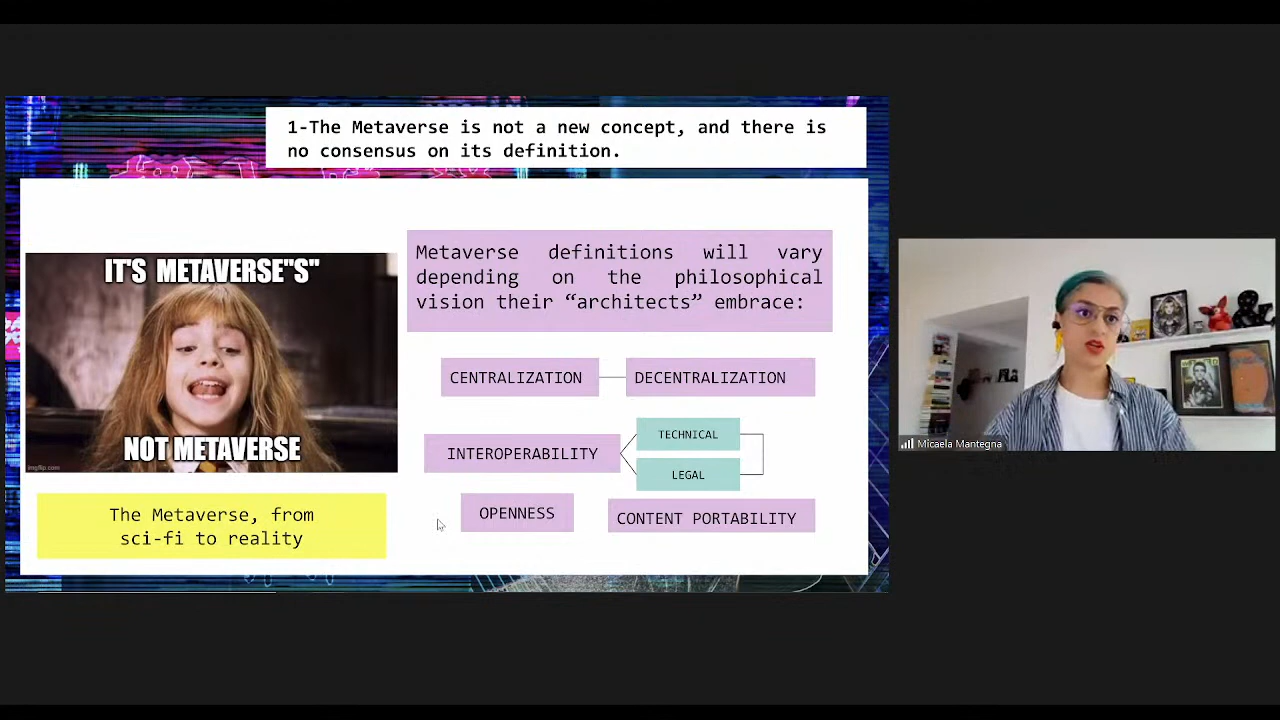 1-The Metaverse is not a new concept, and there is
no consensus on its definition.
IT'S METAVERSE"S"
NOT METAVERSE
imgflip.com
The Metaverse, from
sci-fi to reality
Metaverse definitions will vary
depending on the philosophical
vision their “architects” embrace:
CENTRALIZATION
DECENTRALIZATION
INTEROPERABILITY
TECHNICAL
LEGAL
OPENNESS
CONTENT PORTABILITY
Micaela Mantegna